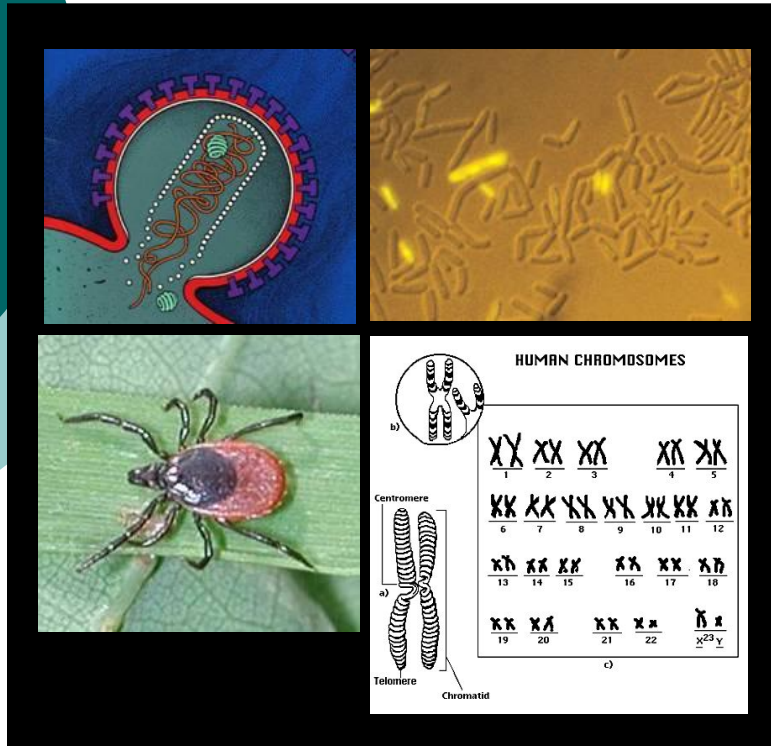 HUMAN CHROMOSOMES
b)
1 2 3 4 5
Centromere
6 7 8 9 10 11 12
13 14 15 16 17 18
a)
19 20 21 22 X 23 Y
c)
Telomere
Chromatid